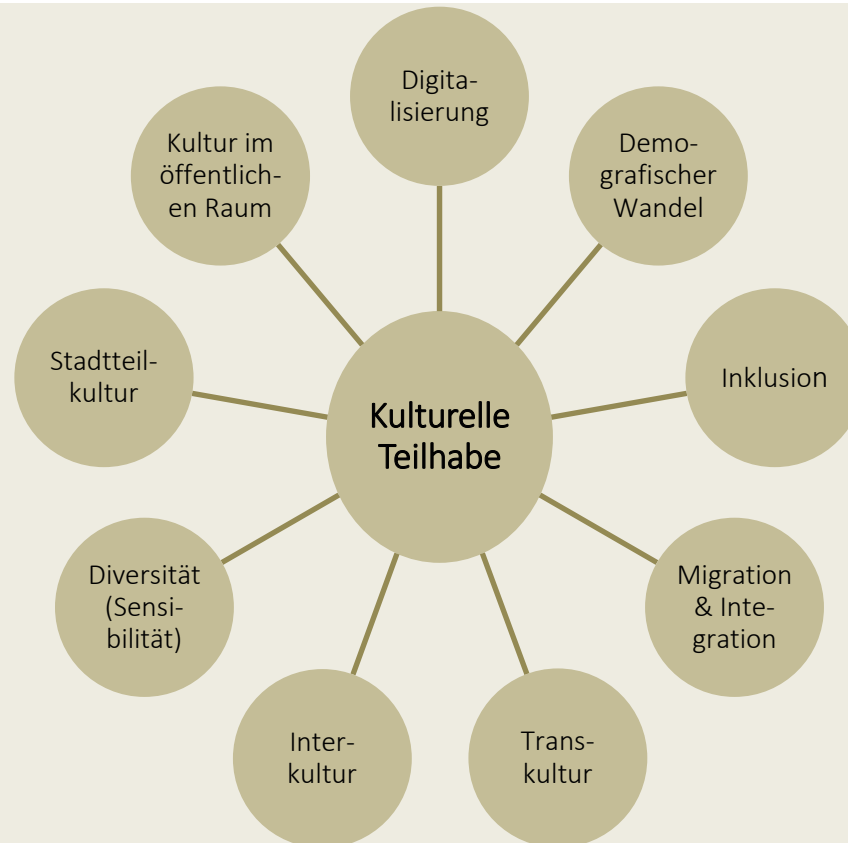 Digita-
lisierung
Kultur im
öffentlich-
en Raum
Demo-
grafischer
Wandel
Stadtteil-
kultur
Inklusion
Kulturelle
Teilhabe
Diversität
(Sensi-
bilität)
Migration
& Inte-
gration
Inter-
kultur
Trans-
kultur